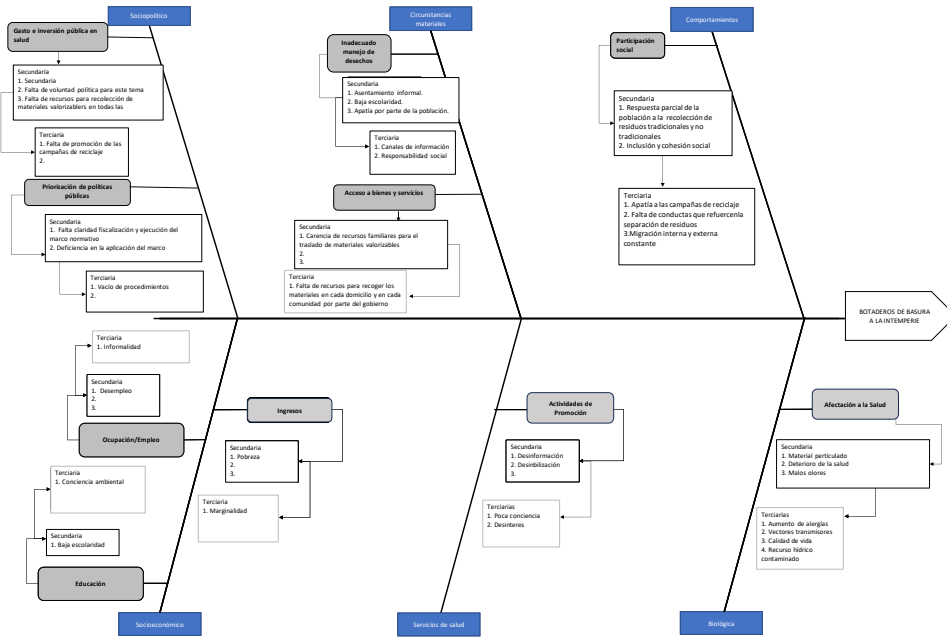 Sociopolítico
Gasto e inversión pública en
salud
Secundaria
1. Secundaria
2. Falta de voluntad política para este tema
3. Falta de recursos para recolección de
materiales valorizablers en todas las
Terciaria
1. Falta de promoción de las
campañas de reciclaje
2.
Priorización de políticas
públicas
Secundaria
1. Falta claridad fiscalización y ejecución del
marco normativo
2. Deficiencia en la aplicación del marco
Terciaria
1. Vacío de procedimientos
2.
Circunstancias
materiales
Inadecuado
manejo de
desechos
Secundaria
1. Asentamiento informal.
2. Baja escolaridad.
3. Apatía por parte de la población.
Terciaria
1. Canales de información
2. Responsabilidad social
Acceso a bienes y servicios
Secundaria
1. Carencia de recursos familiares para el
traslado de materiales valorizables
2.
3.
Terciaria
1. Falta de recursos para recoger los
materiales en cada domicilio y en cada
comunidad por parte del gobierno
Comportamientos
Participación
social
Secundaria
1. Respuesta parcial de la
población a la recolección de
residuos tradicionales y no
tradicionales
2. Inclusión y cohesión social
Terciaria
1. Apatía a las campañas de reciclaje
2. Falta de conductas que refuercenla
separación de residuos
3.Migración interna y externa
constante
BOTADEROS DE BASURA
A LA INTEMPERIE
Terciaria
1. Informalidad
Secundaria
1. Desempleo
2.
3.
Ocupación/Empleo
Terciaria
1. Conciencia ambiental
Secundaria
1. Baja escolaridad
Educación
Socioeconómico
Ingresos
Secundaria
1. Pobreza
2.
3.
Terciaria
1. Marginalidad
Actividades de
Promoción
Secundaria
1. Desinformación
2. Desinbilización
3.
Terciarias
1. Poca conciencia
2. Desinteres
Servicios de salud
Afectación a la Salud
Secundaria
1. Material particulado
2. Deterioro de la salud
3. Malos olores
Terciarias
1. Aumento de alergías
2. Vectores transmisores
3. Calidad de vida
4. Recurso hídrico
contaminado
Biológica